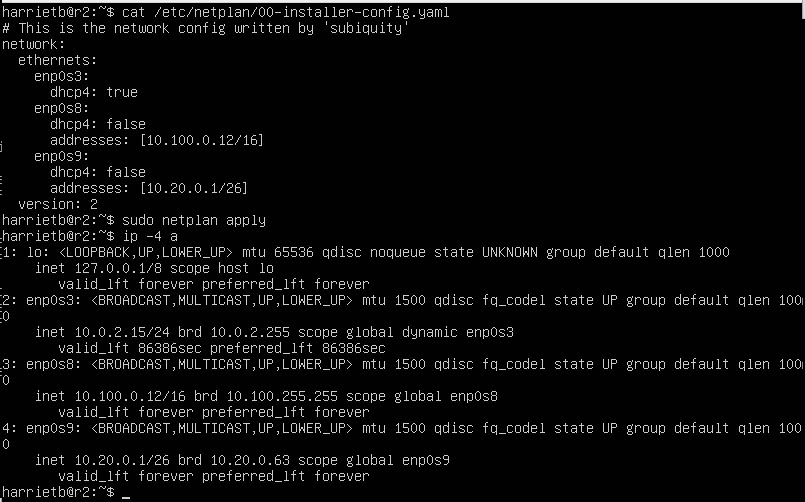 harrietb@r2:~$ cat /etc/netplan/00-installer-config.yaml
# This is the network config written by 'subiquity'
network:
  ethernets:
    enp0s3:
      dhcp4: true
    enp0s8:
      dhcp4: false
      addresses: [10.100.0.12/16]
    enp0s9:
      dhcp4: false
      addresses: [10.20.0.1/26]
  version: 2
harrietb@r2:~$ sudo netplan apply
harrietb@r2:~$ ip -4 a
1: lo: <LOOPBACK,UP,LOWER_UP> mtu 65536 qdisc noqueue state UNKNOWN group default qlen 1000
    inet 127.0.0.1/8 scope host lo
       valid_lft forever preferred_lft forever
2: enp0s3: <BROADCAST,MULTICAST,UP,LOWER_UP> mtu 1500 qdisc fq_codel state UP group default qlen 100
0
    inet 10.0.2.15/24 brd 10.0.2.255 scope global dynamic enp0s3
       valid_lft 86386sec preferred_lft 86386sec
3: enp0s8: <BROADCAST,MULTICAST,UP,LOWER_UP> mtu 1500 qdisc fq_codel state UP group default qlen 100
0
    inet 10.100.0.12/16 brd 10.100.255.255 scope global enp0s8
       valid_lft forever preferred_lft forever
4: enp0s9: <BROADCAST,MULTICAST,UP,LOWER_UP> mtu 1500 qdisc fq_codel state UP group default qlen 100
0
    inet 10.20.0.1/26 brd 10.20.0.63 scope global enp0s9
       valid_lft forever preferred_lft forever
harrietb@r2:~$ _